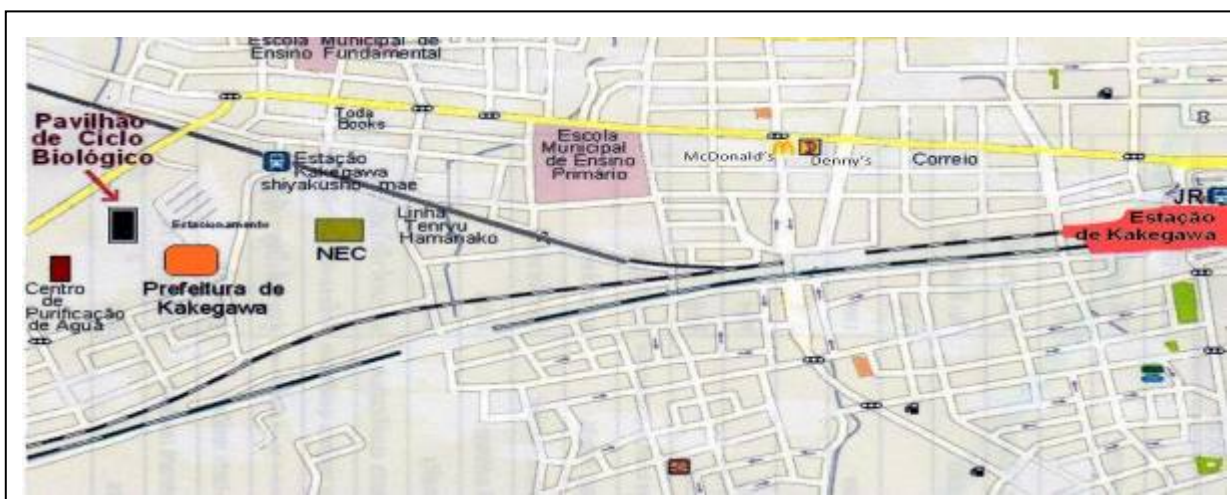 Escola Municipal de
Ensino Fundamental
Pavilhão
de Ciclo
Biológico
Toda
Books
Estação
Kakegawa
shiyakusho mae
Escola
Municipal
de Ensino
Primário
McDonald's
Denny's
Correio
JR
Estação
de Kakegawa
Estacionamento
NEC
Linha
Tenryu
Hamanako
Centro
de
Purificação
de Água
Prefeitura de
Kakegawa